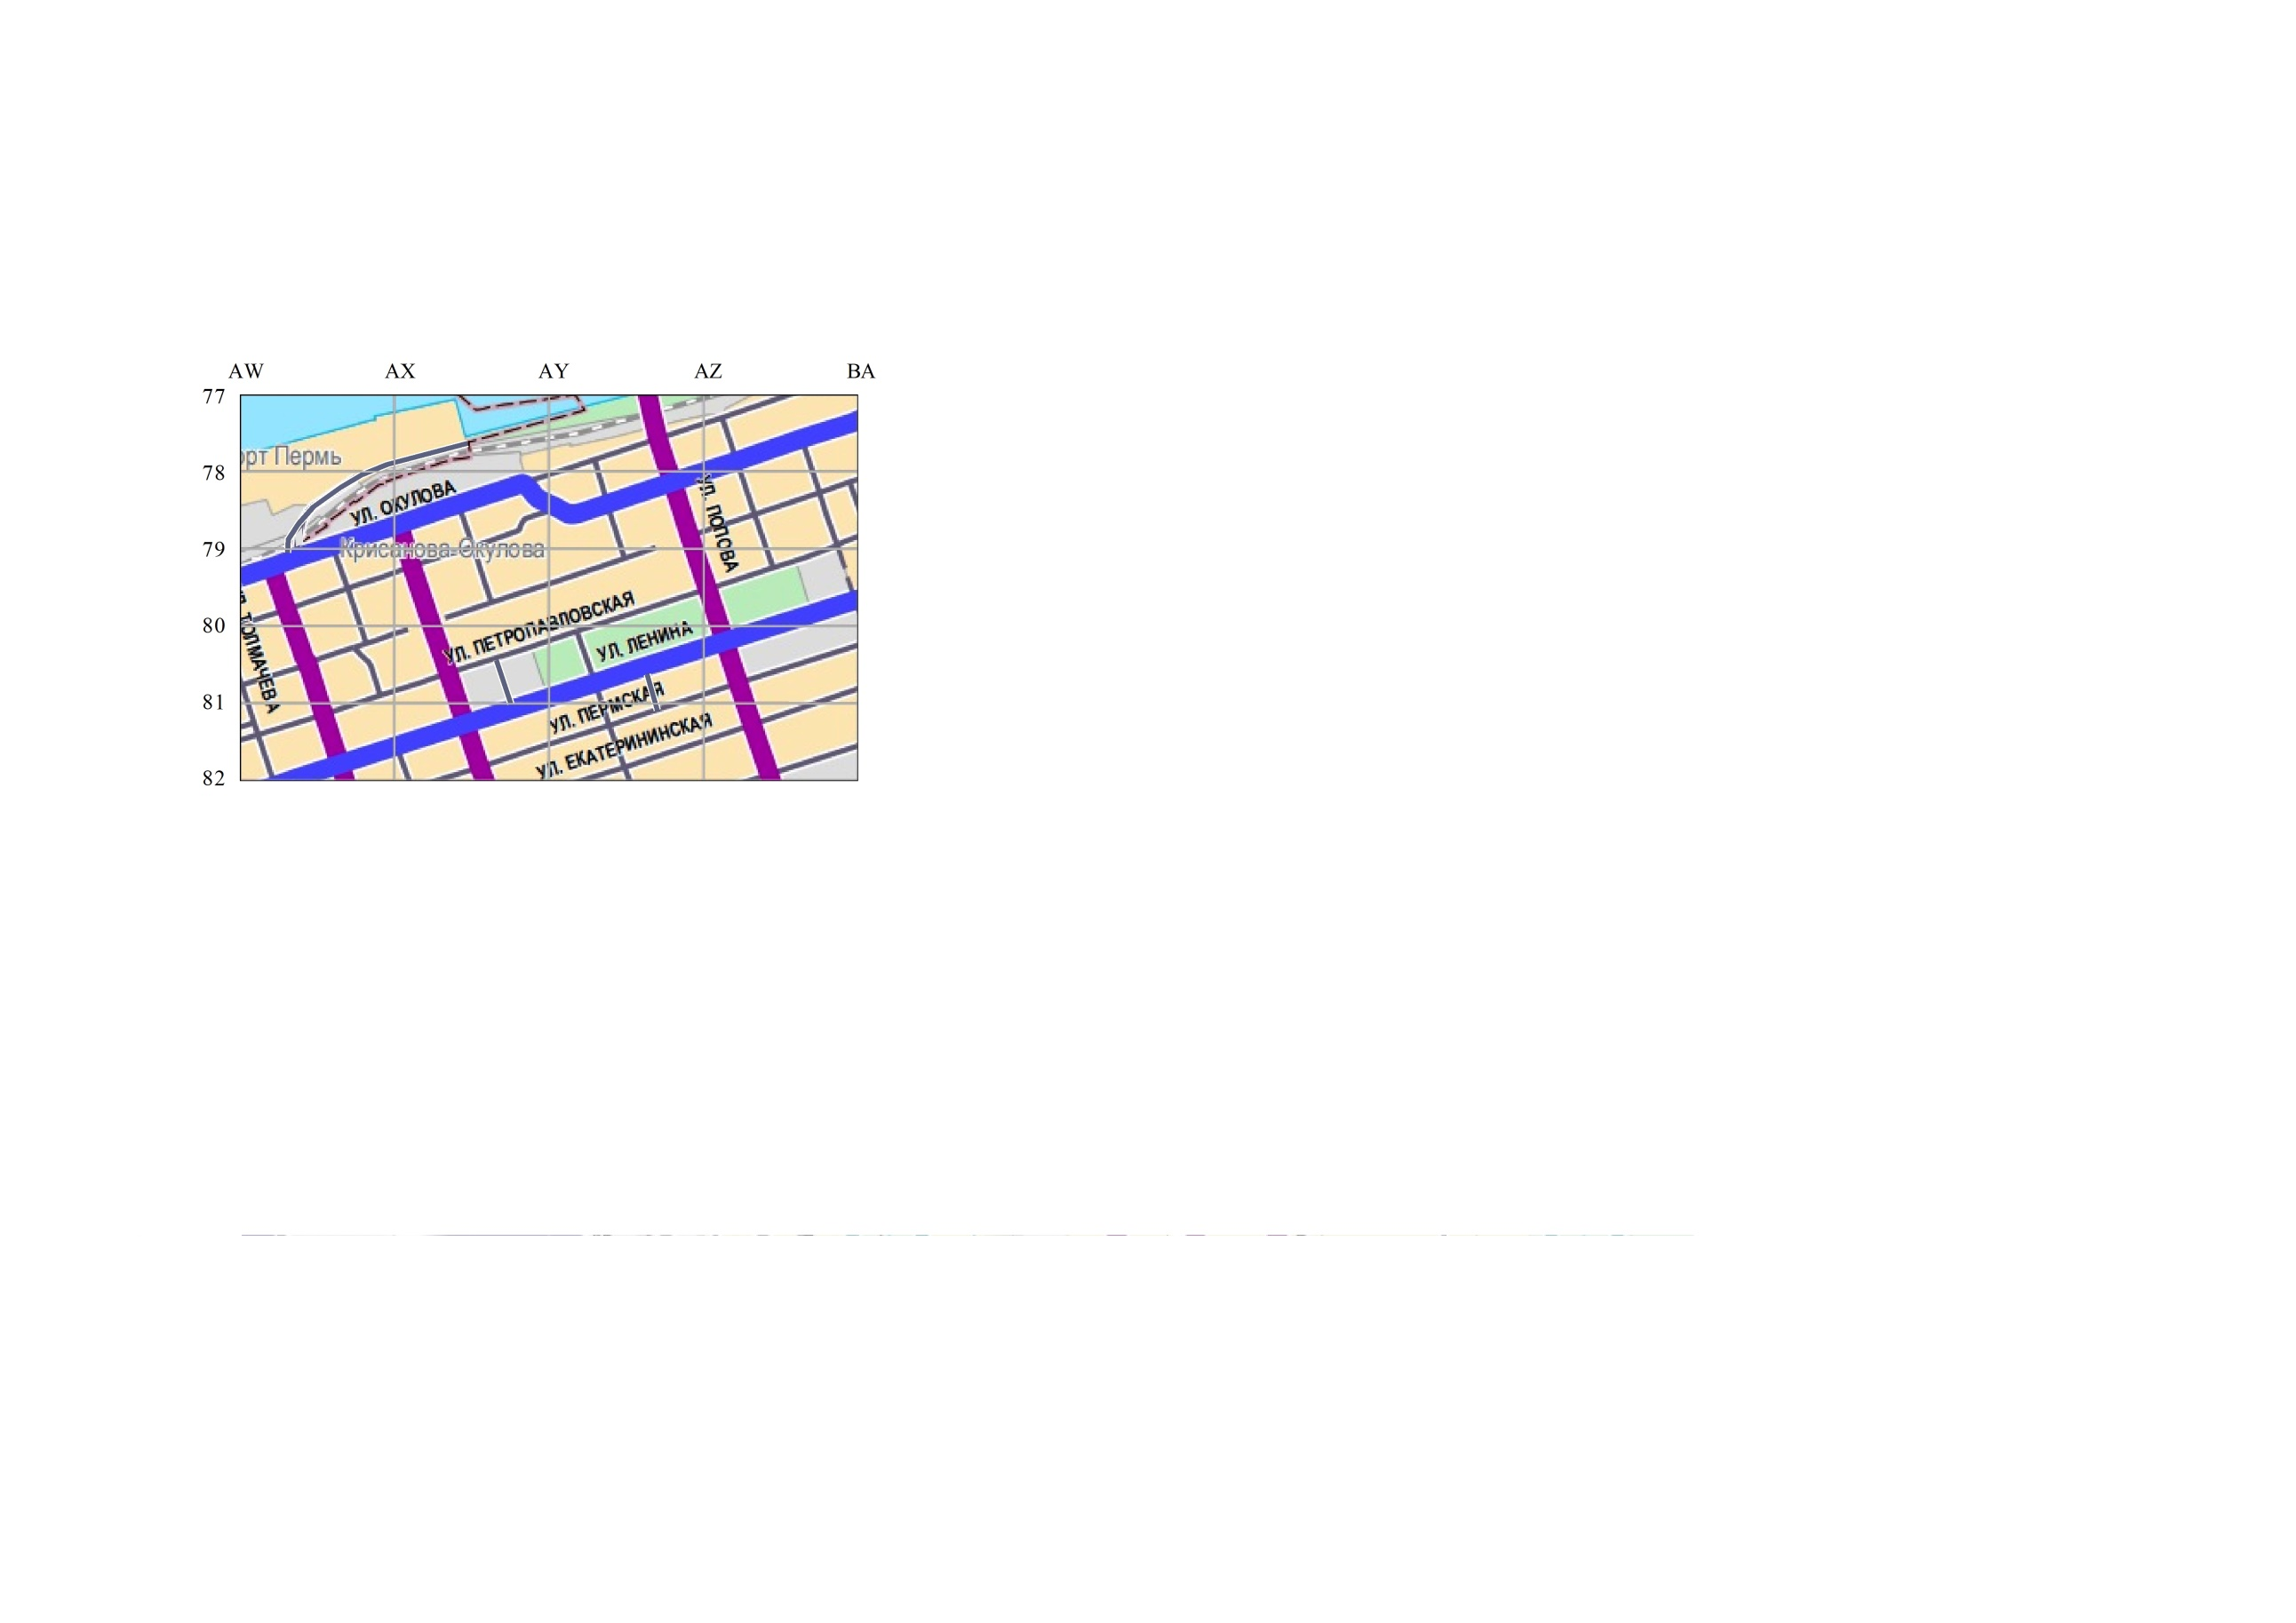 AW AX AY AZ BA
77
орт Пермь
78
УЛ. ОКУЛОВА
УЛ. ПОПОВА
79
Крисанова-Окулова
УЛ. ТОЛМАЧЕВА
80
УЛ. ПЕТРОПАВЛОВСКАЯ
УЛ. ЛЕНИНА
81
УЛ. ПЕРМСКАЯ
УЛ. ЕКАТЕРИНИНСКАЯ
82